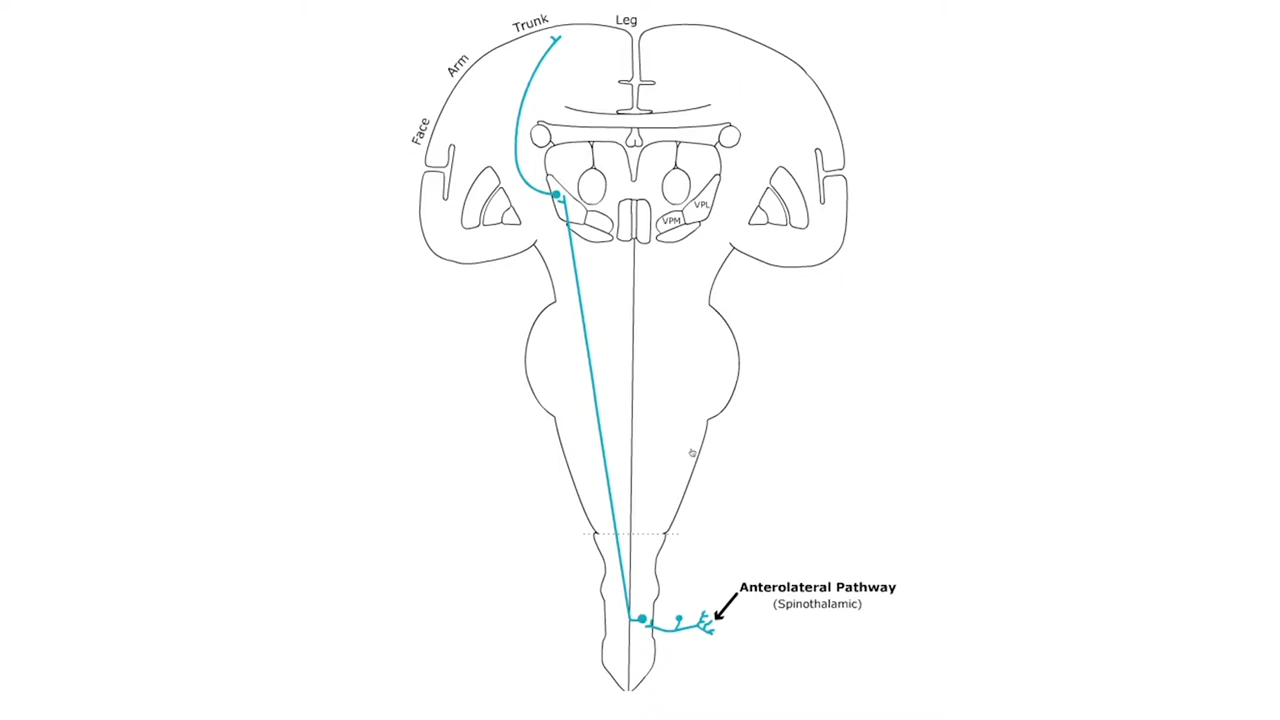 Leg
Trunk
Arm
Face
VPL
VPM
Anterolateral Pathway
(Spinothalamic)